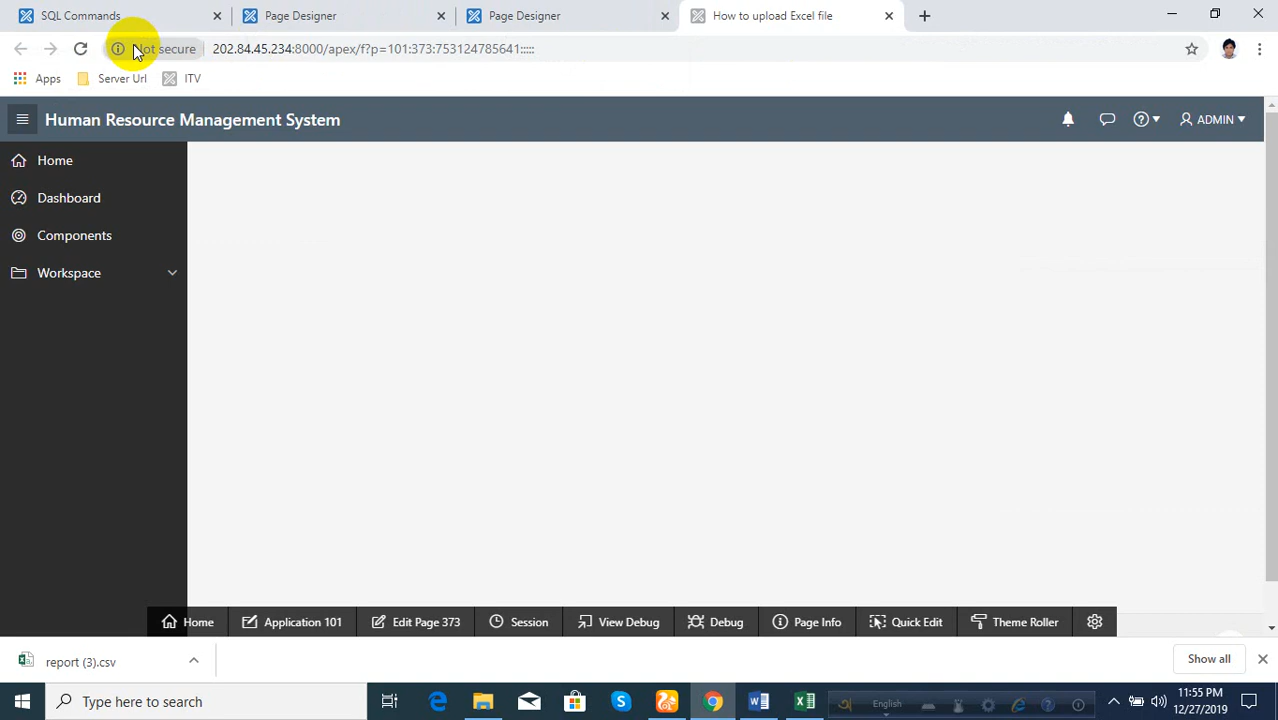 SQL Commands
Page Designer
Page Designer
How to upload Excel file
Not secure
202.84.45.234:8000/apex/f?p=101:373:753124785641:::::
Apps
Server Url
ITV
Human Resource Management System
ADMIN
Home
Dashboard
Components
Workspace
Home
Application 101
Edit Page 373
Session
View Debug
Debug
Page Info
Quick Edit
Theme Roller
report (3).csv
Show all
Type here to search
English
11:55 PM
12/27/2019